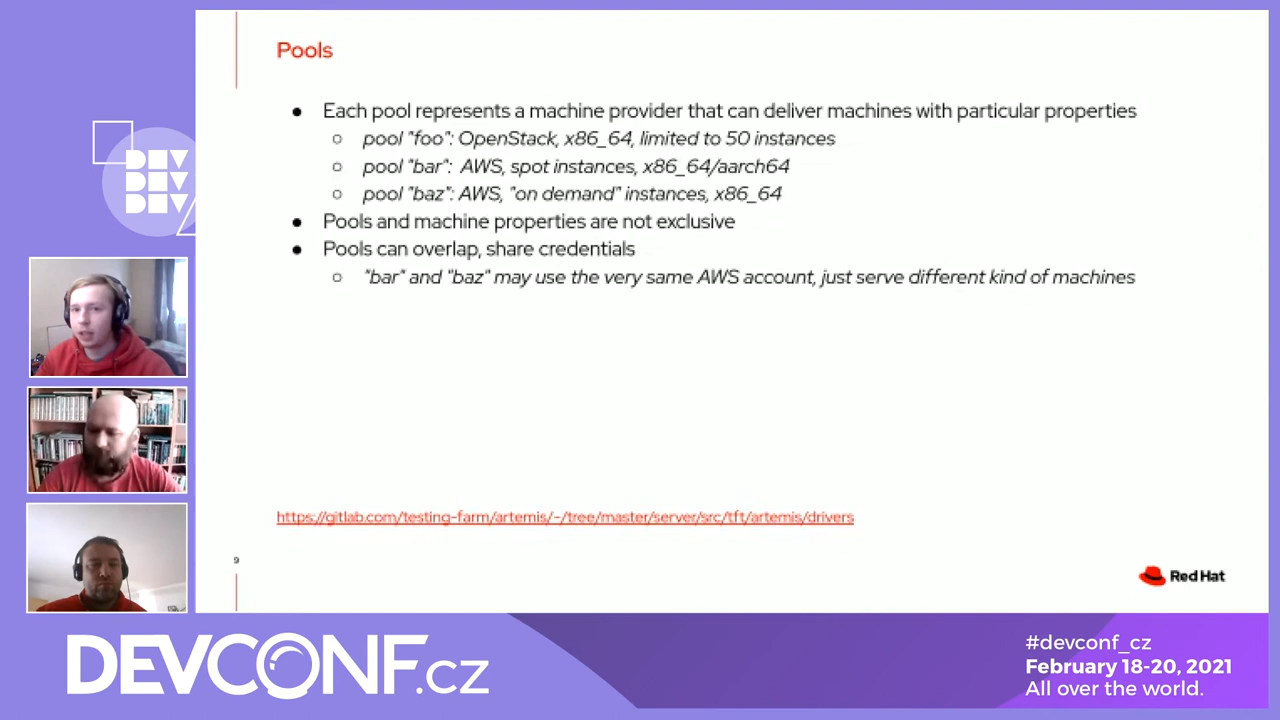 Pools
● Each pool represents a machine provider that can deliver machines with particular properties
○ pool "foo": OpenStack, x86_64, limited to 50 instances
○ pool "bar":  AWS, spot instances, x86_64/aarch64
○ pool "baz": AWS, "on demand" instances, x86_64
● Pools and machine properties are not exclusive
● Pools can overlap, share credentials
○ "bar" and "baz" may use the very same AWS account, just serve different kind of machines
https://gitlab.com/testing-farm/artemis/-/tree/master/server/src/tft/artemis/drivers
9
Red Hat
DEV
DEV
DEV
DEVCONF.cz
#devconf_cz
February 18-20, 2021
All over the world.